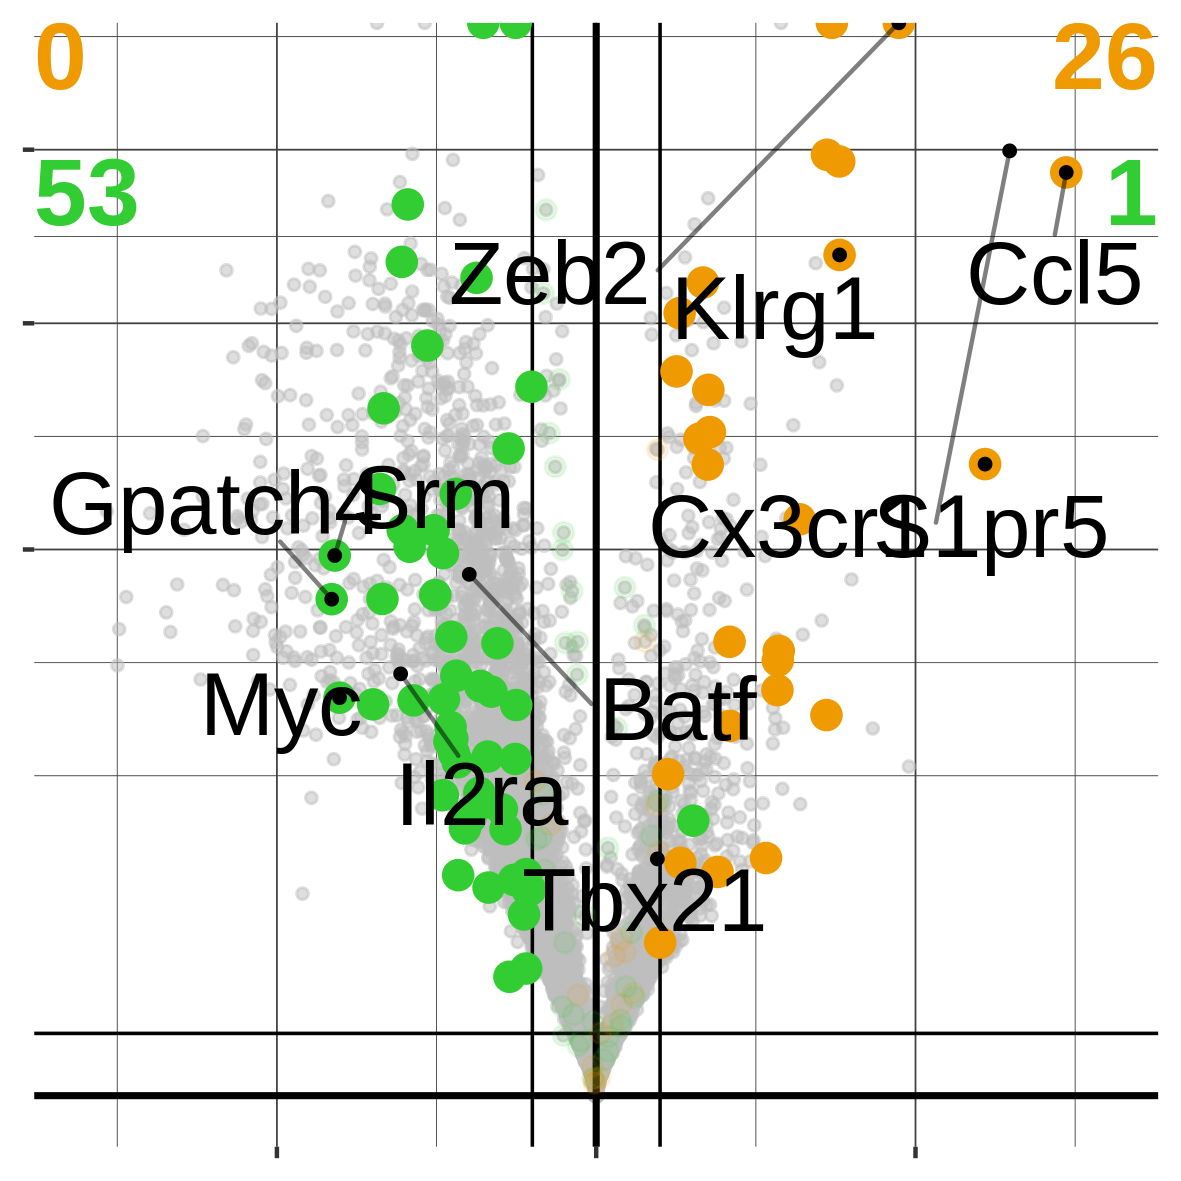 0
26
53
1
Zeb2
Klrg1
Ccl5
Gpatch4
Srm
Cx3cr1
S1pr5
Myc
Batf
Il2ra
Tbx21